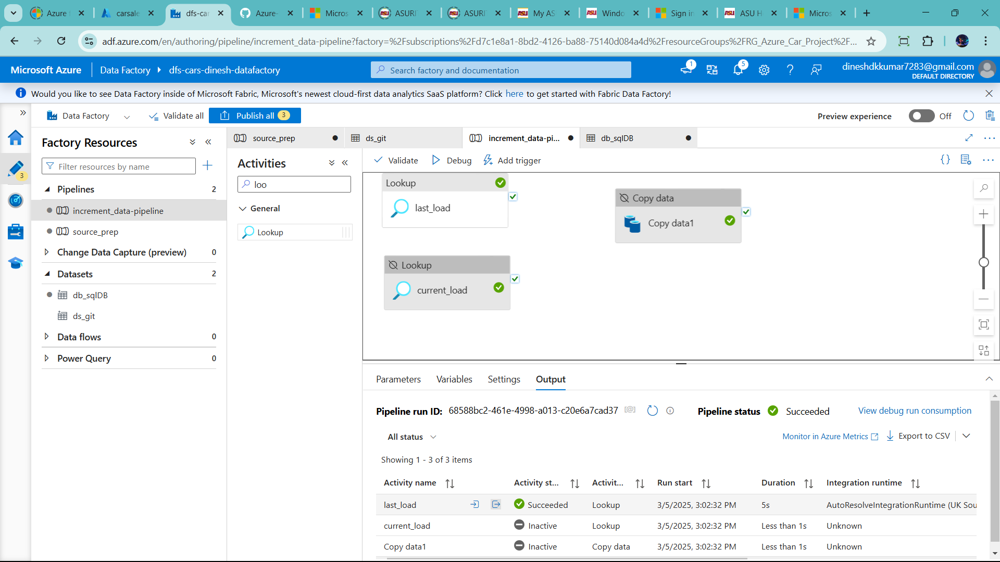 Azure f
carsale
dfs-car
Azure-
Micros
ASURI
ASURI
My AS
Windo
Sign in
ASU H
Micros
adf.azure.com/en/authoring/pipeline/increment_data-pipeline?factory=%2Fsubscriptions%2Fd7c1e8a1-8bd2-4126-ba88-75140d084a4d%2FresourceGroups%2FRG_Azure_Car_Project%2F...
Microsoft Azure
Data Factory
dfs-cars-dinesh-datafactory
Search factory and documentation
1
5
dineshdkkumar7283@gmail.com
DEFAULT DIRECTORY
Would you like to see Data Factory inside of Microsoft Fabric, Microsoft's newest cloud-first data analytics SaaS platform? Click here to get started with Fabric Data Factory!
Data Factory
Validate all
Publish all 3
Preview experience
Off
3
Factory Resources
Filter resources by name
Pipelines 2
increment_data-pipeline
source_prep
Change Data Capture (preview) 0
Datasets 2
db_sqlDB
ds_git
Data flows 0
Power Query 0
source_prep
ds_git
increment_data-pi...
db_sqlDB
Activities
loo
General
Lookup
Validate
Debug
Add trigger
Lookup
last_load
Copy data
Copy data1
Lookup
current_load
Parameters
Variables
Settings
Output
Pipeline run ID: 68588bc2-461e-4998-a013-c20e6a7cad37
Pipeline status Succeeded
View debug run consumption
All status
Monitor in Azure Metrics
Export to CSV
Showing 1 - 3 of 3 items
Activity name Activity st... Activit... Run start Duration Integration runtime
last_load Succeeded Lookup 3/5/2025, 3:02:32 PM 5s AutoResolveIntegrationRuntime (UK Sou
current_load Inactive Lookup 3/5/2025, 3:02:32 PM Less than 1s Unknown
Copy data1 Inactive Copy data 3/5/2025, 3:02:32 PM Less than 1s Unknown